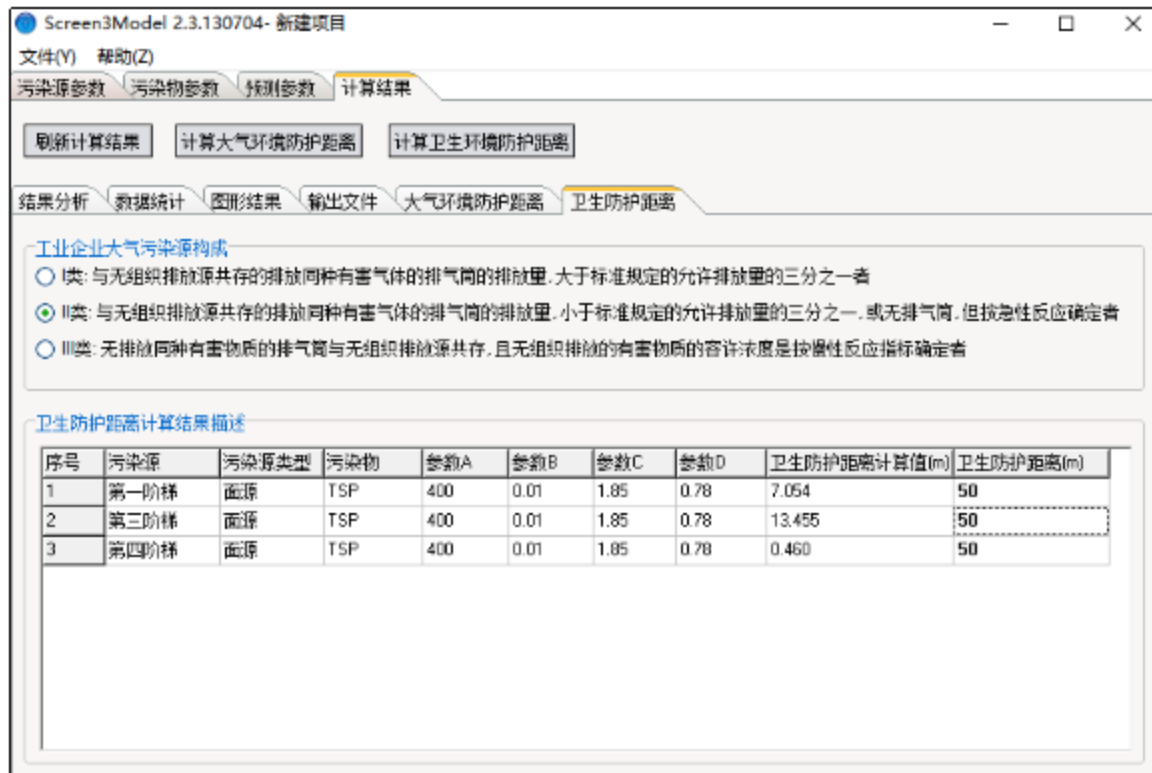 Screen3Model 2.3.130704- 新建项目
文件(Y) 帮助(Z)
污染源参数 污染物参数 预测参数 计算结果
刷新计算结果 计算大气环境防护距离 计算卫生环境防护距离
结果分析 数据统计 图形结果 输出文件 大气环境防护距离 卫生防护距离
工业企业大气污染源构成
I类: 与无组织排放源共存的排放同种有害气体的排气筒的排放量,大于标准规定的允许排放量的三分之一者
II类: 与无组织排放源共存的排放同种有害气体的排气筒的排放量,小于标准规定的允许排放量的三分之一,或无排气筒,但按急性反应确定者
III类: 无排放同种有害物质的排气筒与无组织排放源共存,且无组织排放的有害物质的容许浓度是按慢性反应指标确定者
卫生防护距离计算结果描述
序号 污染源 污染源类型 污染物 参数A 参数B 参数C 参数D 卫生防护距离计算值(m) 卫生防护距离(m)
1 第一阶梯 面源 TSP 400 0.01 1.85 0.78 7.054 50
2 第三阶梯 面源 TSP 400 0.01 1.85 0.78 13.455 50
3 第四阶梯 面源 TSP 400 0.01 1.85 0.78 0.460 50